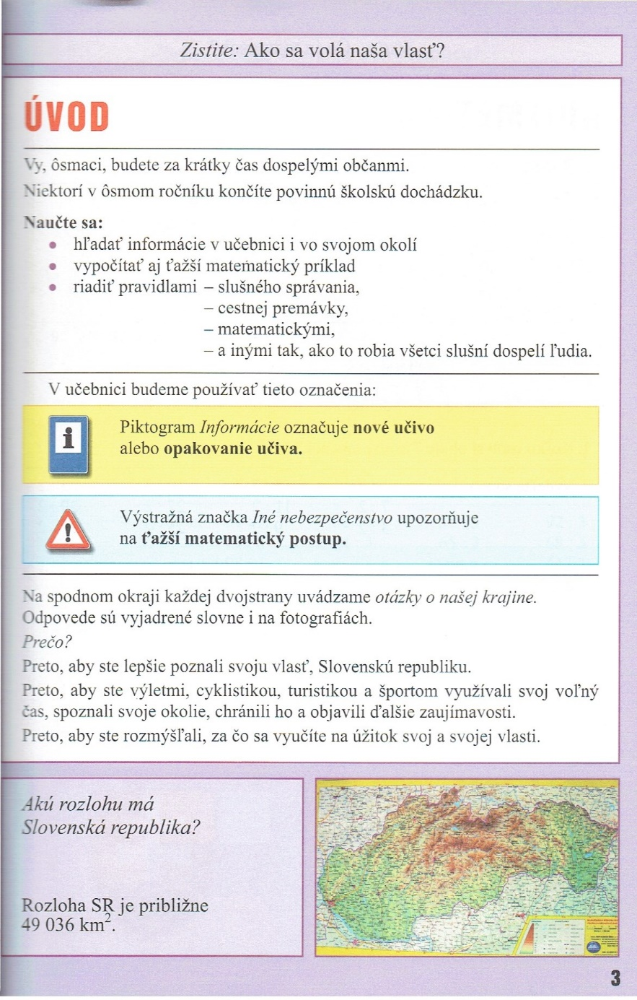 Zistite: Ako sa volá naša vlasť?
ÚVOD
Vy, ôsmaci, budete za krátky čas dospelými občanmi.
Niektorí v ôsmom ročníku končíte povinnú školskú dochádzku.
Naučte sa:
• hľadať informácie v učebnici i vo svojom okolí
• vypočítať aj ťažší matematický príklad
• riadiť pravidlami – slušného správania,
– cestnej premávky,
– matematickými,
– a inými tak, ako to robia všetci slušní dospelí ľudia.
V učebnici budeme používať tieto označenia:
i
Piktogram Informácie označuje nové učivo
alebo opakovanie učiva.
!
Výstražná značka Iné nebezpečenstvo upozorňuje
na ťažší matematický postup.
Na spodnom okraji každej dvojstrany uvádzame otázky o našej krajine.
Odpovede sú vyjadrené slovne i na fotografiách.
Prečo?
Preto, aby ste lepšie poznali svoju vlasť, Slovenskú republiku.
Preto, aby ste výletmi, cyklistikou, turistikou a športom využívali svoj voľný
čas, spoznali svoje okolie, chránili ho a objavili ďalšie zaujímavosti.
Preto, aby ste rozmýšľali, za čo sa vyučíte na úžitok svoj a svojej vlasti.
Akú rozlohu má
Slovenská republika?
Rozloha SR je približne
49 036 km².
3